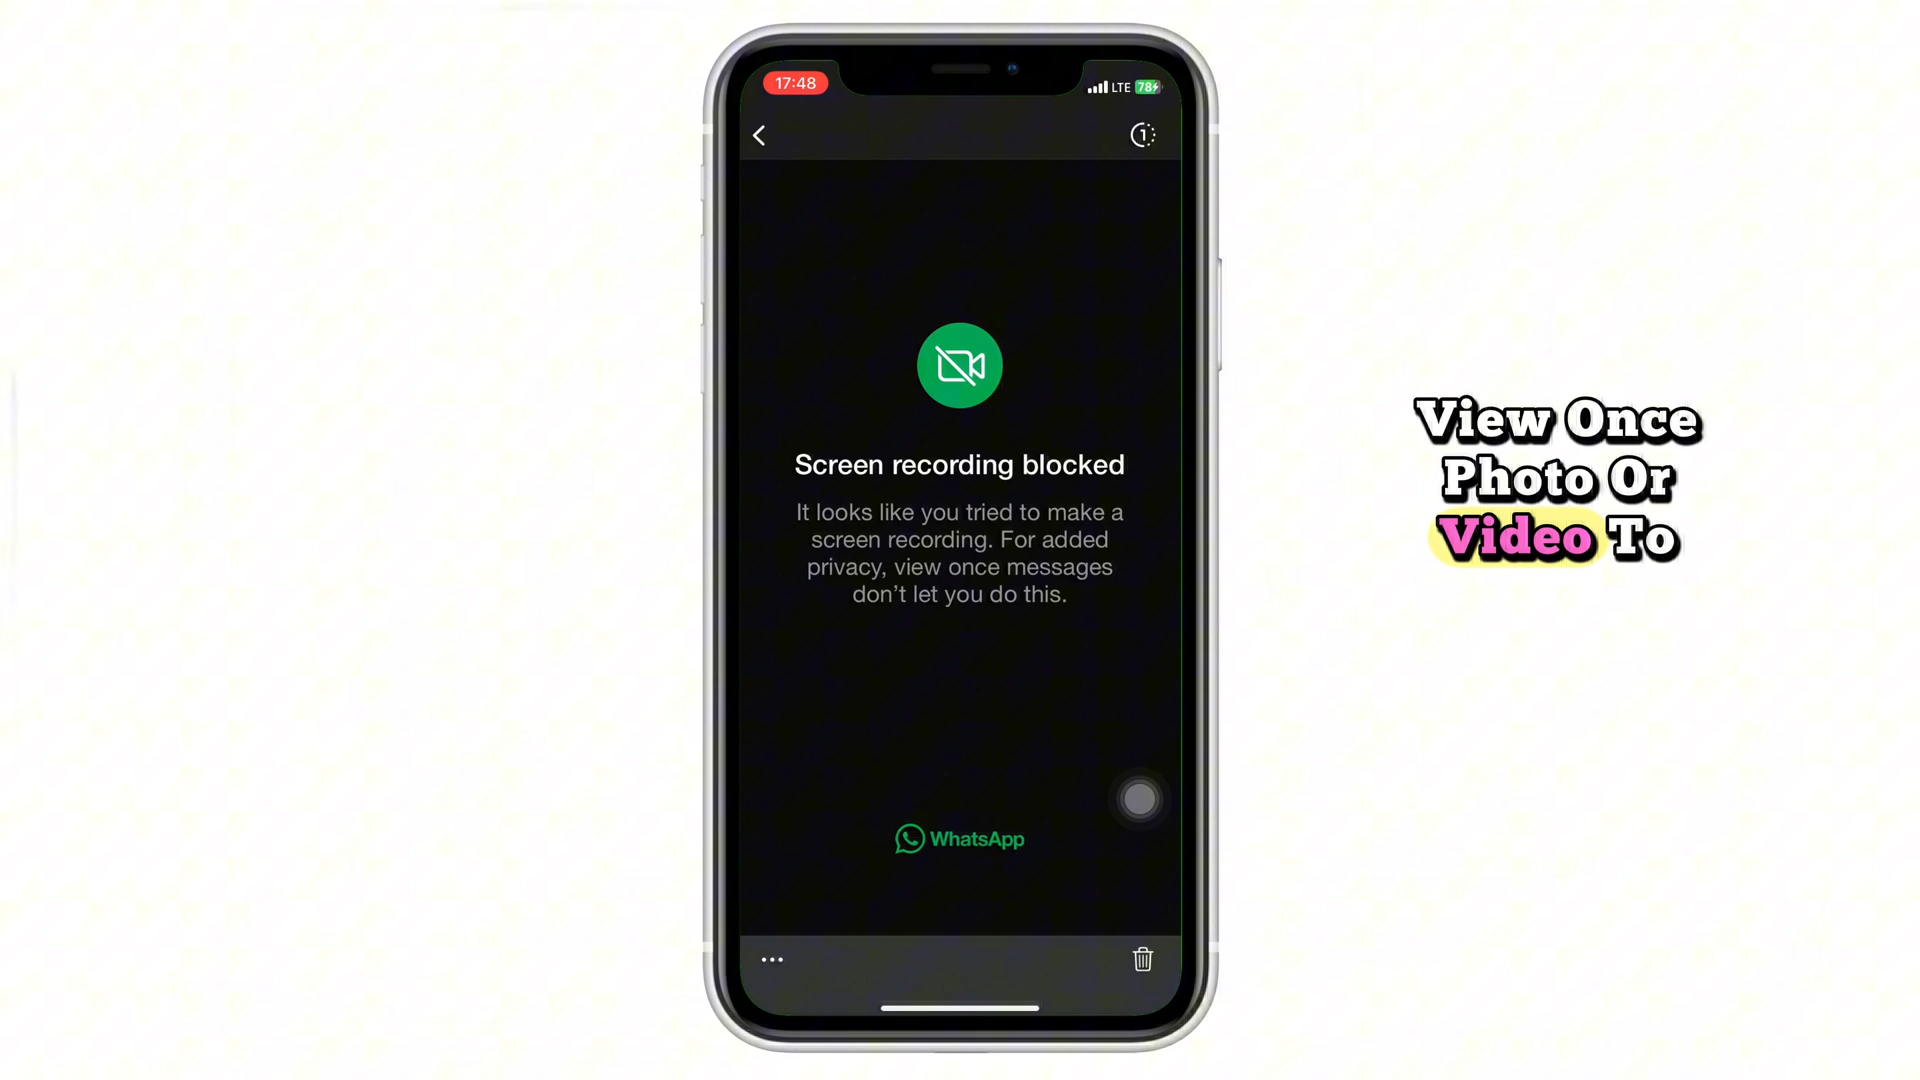 17:48
LTE 78
1
Screen recording blocked
It looks like you tried to make a
screen recording. For added
privacy, view once messages
don't let you do this.
WhatsApp
View Once
Photo Or
Video To